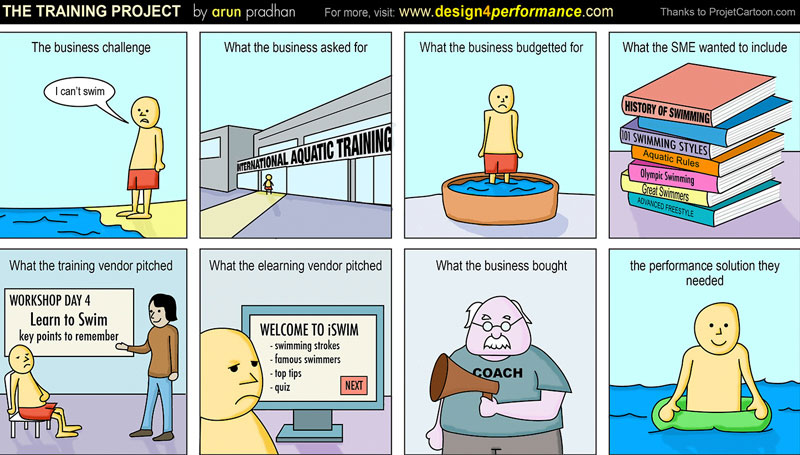 THE TRAINING PROJECT by arun pradhan For more, visit: www.design4performance.com Thanks to ProjetCartoon.com
The business challenge
I can't swim
What the business asked for
INTERNATIONAL AQUATIC TRAINING
What the business budgetted for
What the SME wanted to include
HISTORY OF SWIMMING
101 SWIMMING STYLES
Aquatic Rules
Olympic Swimming
Great Swimmers
ADVANCED FREESTYLE
What the training vendor pitched
WORKSHOP DAY 4
Learn to Swim
key points to remember
What the elearning vendor pitched
WELCOME TO iSWIM
- swimming strokes
- famous swimmers
- top tips
- quiz
NEXT
What the business bought
COACH
the performance solution they
needed